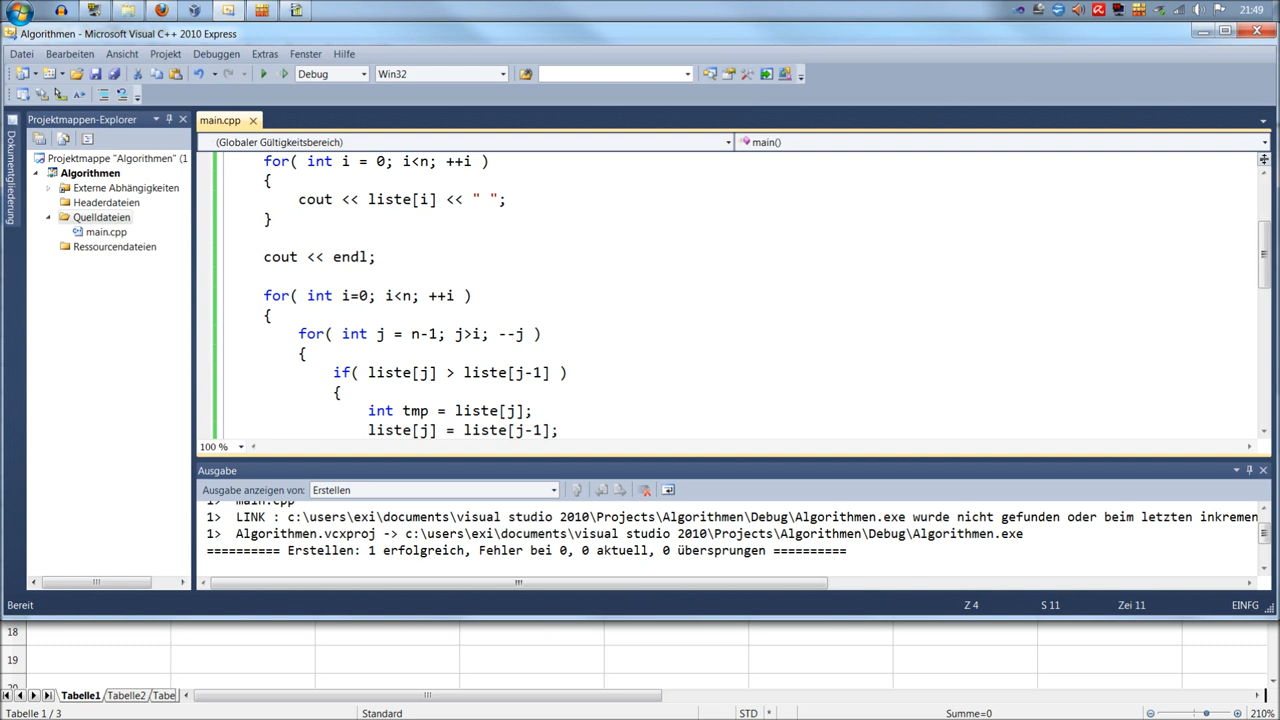 21:49
Algorithmen - Microsoft Visual C++ 2010 Express
Datei Bearbeiten Ansicht Projekt Debuggen Extras Fenster Hilfe
Debug Win32
Projektmappen-Explorer
main.cpp
Dokumentgliederung
(Globaler Gültigkeitsbereich) main()
Projektmappe "Algorithmen" (1
Algorithmen
Externe Abhängigkeiten
Headerdateien
Quelldateien
main.cpp
Ressourcendateien
for( int i = 0; i<n; ++i )
{
cout << liste[i] << " ";
}
cout << endl;
for( int i=0; i<n; ++i )
{
for( int j = n-1; j>i; --j )
{
if( liste[j] > liste[j-1] )
{
int tmp = liste[j];
liste[j] = liste[j-1];
100 %
Ausgabe
Ausgabe anzeigen von: Erstellen
1> main.cpp
1> LINK : c:\users\exi\documents\visual studio 2010\Projects\Algorithmen\Debug\Algorithmen.exe wurde nicht gefunden oder beim letzten inkremen
1> Algorithmen.vcxproj -> c:\users\exi\documents\visual studio 2010\Projects\Algorithmen\Debug\Algorithmen.exe
========== Erstellen: 1 erfolgreich, Fehler bei 0, 0 aktuell, 0 übersprungen ==========
Bereit Z 4 S 11 Zei 11 EINFG
18
19
20
Tabelle1 Tabelle2 Tabe
Tabelle 1 / 3 Standard STD * Summe=0 210%